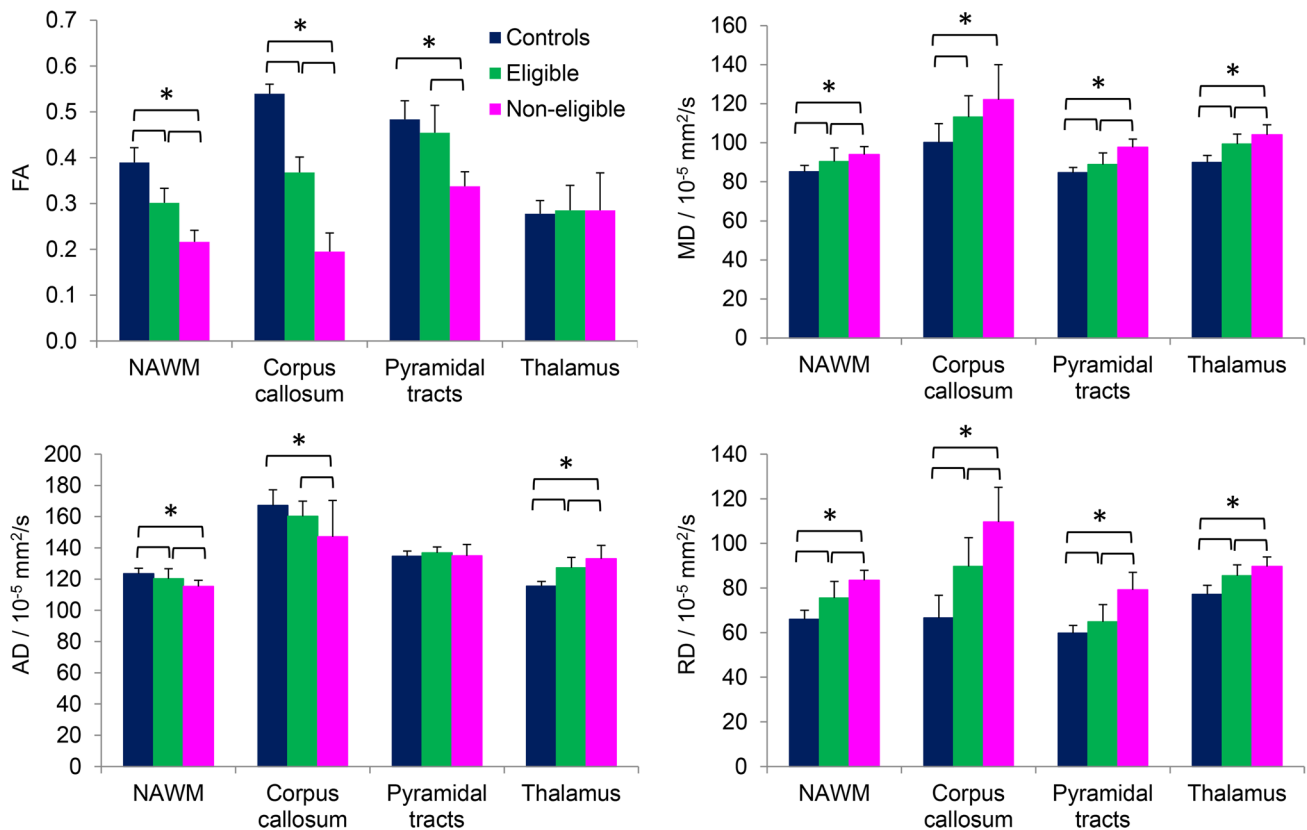 FA
0.7
0.6
0.5
0.4
0.3
0.2
0.1
0.0
*
*
*
Controls
Eligible
Non-eligible
NAWM
Corpus
callosum
Pyramidal
tracts
Thalamus
MD / 10⁻⁵ mm²/s
160
140
120
100
80
60
40
20
0
*
*
*
*
NAWM
Corpus
callosum
Pyramidal
tracts
Thalamus
AD / 10⁻⁵ mm²/s
200
180
160
140
120
100
80
60
40
20
0
*
*
*
NAWM
Corpus
callosum
Pyramidal
tracts
Thalamus
RD / 10⁻⁵ mm²/s
140
120
100
80
60
40
20
0
*
*
*
*
NAWM
Corpus
callosum
Pyramidal
tracts
Thalamus